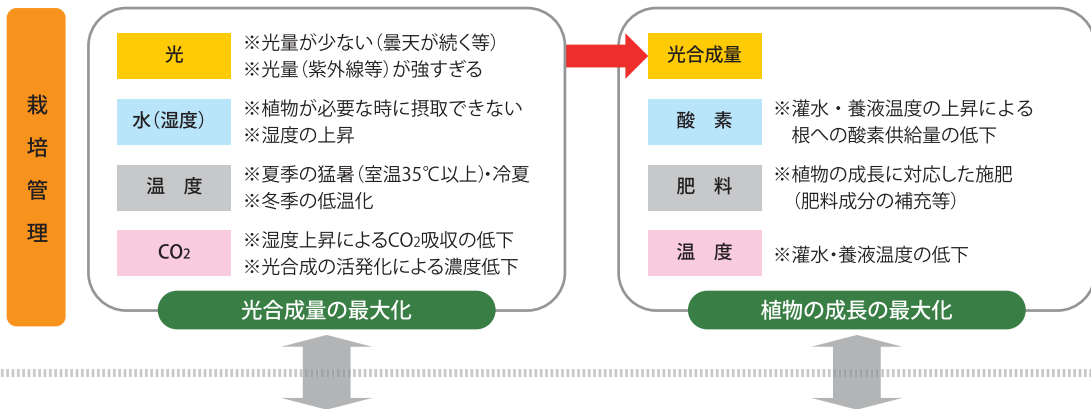 栽培管理
光
※光量が少ない(曇天が続く等)
※光量(紫外線等)が強すぎる
水(湿度)
※植物が必要な時に摂取できない
※湿度の上昇
温　度
※夏季の猛暑(室温35℃以上)・冷夏
※冬季の低温化
CO₂
※湿度上昇によるCO₂吸収の低下
※光合成の活発化による濃度低下
光合成量の最大化
光合成量
酸　素
※灌水・養液温度の上昇による
根への酸素供給量の低下
肥　料
※植物の成長に対応した施肥
(肥料成分の補充等)
温　度
※灌水・養液温度の低下
植物の成長の最大化